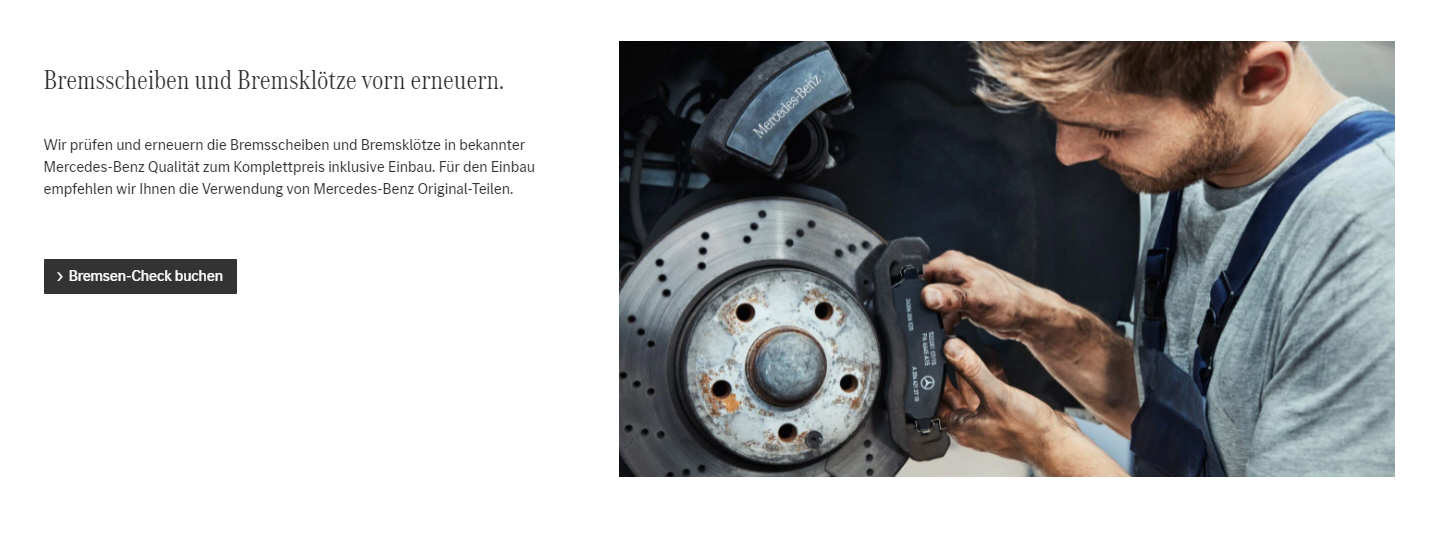 Bremsscheiben und Bremsklötze vorn erneuern.
Wir prüfen und erneuern die Bremsscheiben und Bremsklötze in bekannter
Mercedes-Benz Qualität zum Komplettpreis inklusive Einbau. Für den Einbau
empfehlen wir Ihnen die Verwendung von Mercedes-Benz Original-Teilen.
› Bremsen-Check buchen
Mercedes-Benz